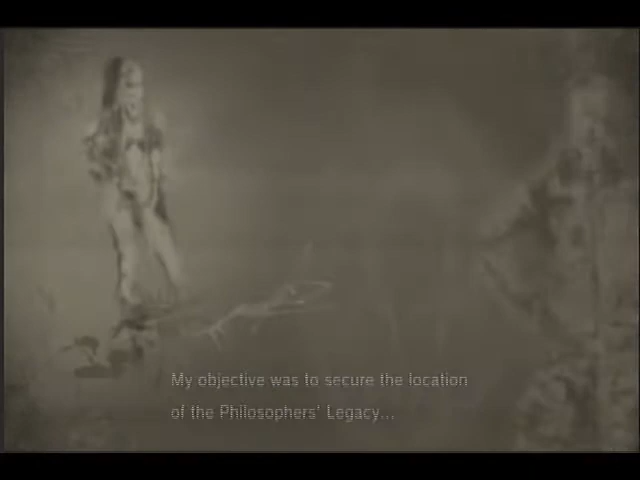 My objective was to secure the location
of the Philosophers' Legacy...